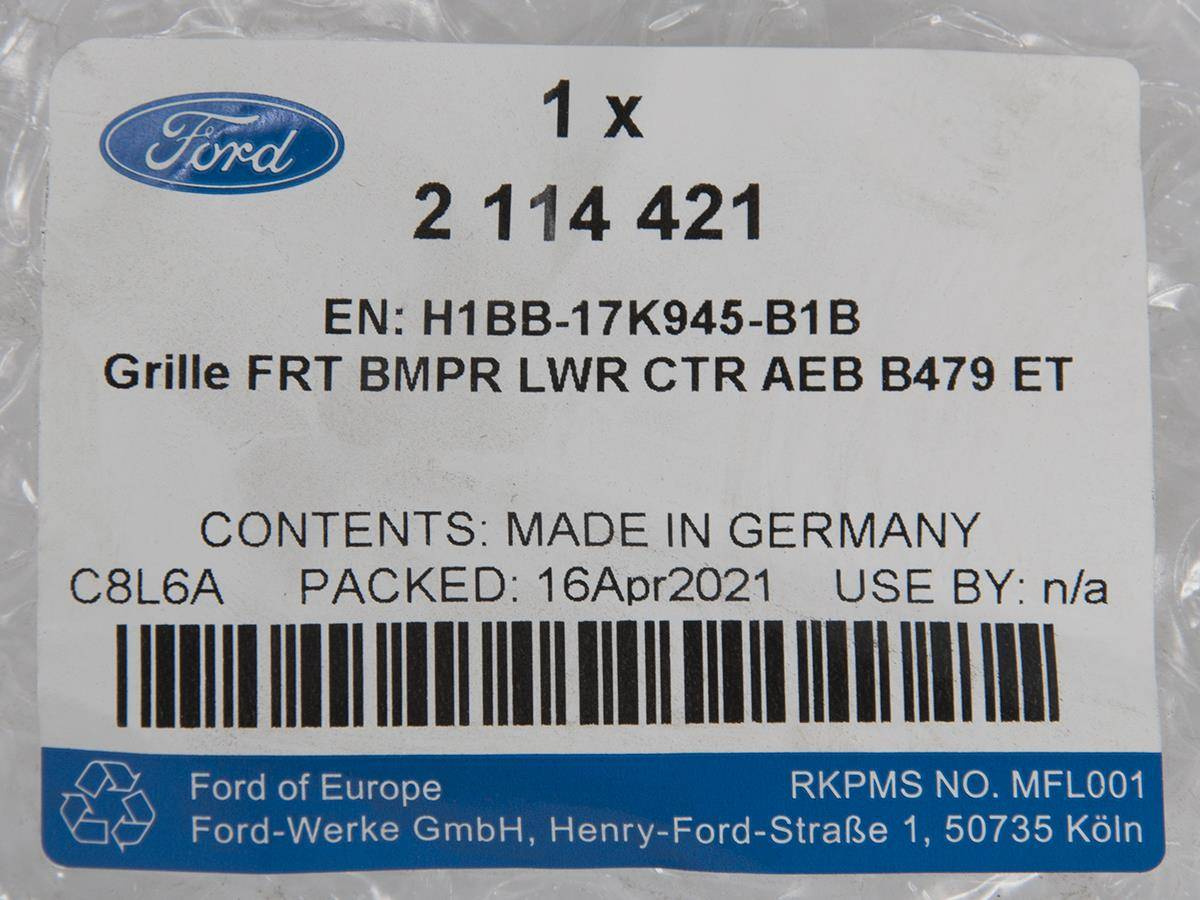 Ford
1 x
2 114 421
EN: H1BB-17K945-B1B
Grille FRT BMPR LWR CTR AEB B479 ET
CONTENTS: MADE IN GERMANY
C8L6A PACKED: 16Apr2021 USE BY: n/a
Ford of Europe RKPMS NO. MFL001
Ford-Werke GmbH, Henry-Ford-Straße 1, 50735 Köln